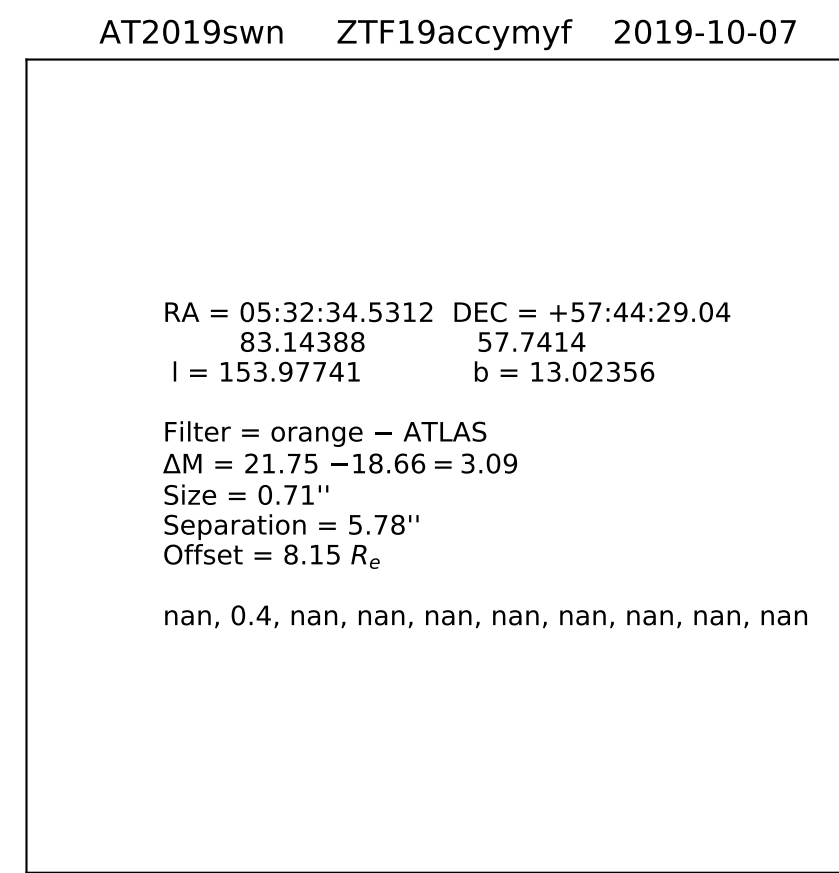 AT2019swn ZTF19accymyf 2019-10-07
RA = 05:32:34.5312 DEC = +57:44:29.04
83.14388 57.7414
l = 153.97741 b = 13.02356
Filter = orange − ATLAS
ΔM = 21.75 −18.66 = 3.09
Size = 0.71''
Separation = 5.78''
Offset = 8.15 Re
nan, 0.4, nan, nan, nan, nan, nan, nan, nan, nan